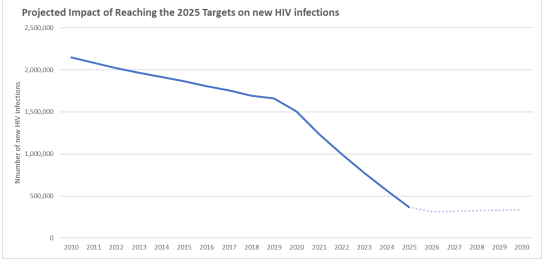 Projected Impact of Reaching the 2025 Targets on new HIV infections
2,500,000
2,000,000
1,500,000
1,000,000
500,000
0
Nnumber of new HIV infections
2010 2011 2012 2013 2014 2015 2016 2017 2018 2019 2020 2021 2022 2023 2024 2025 2026 2027 2028 2029 2030